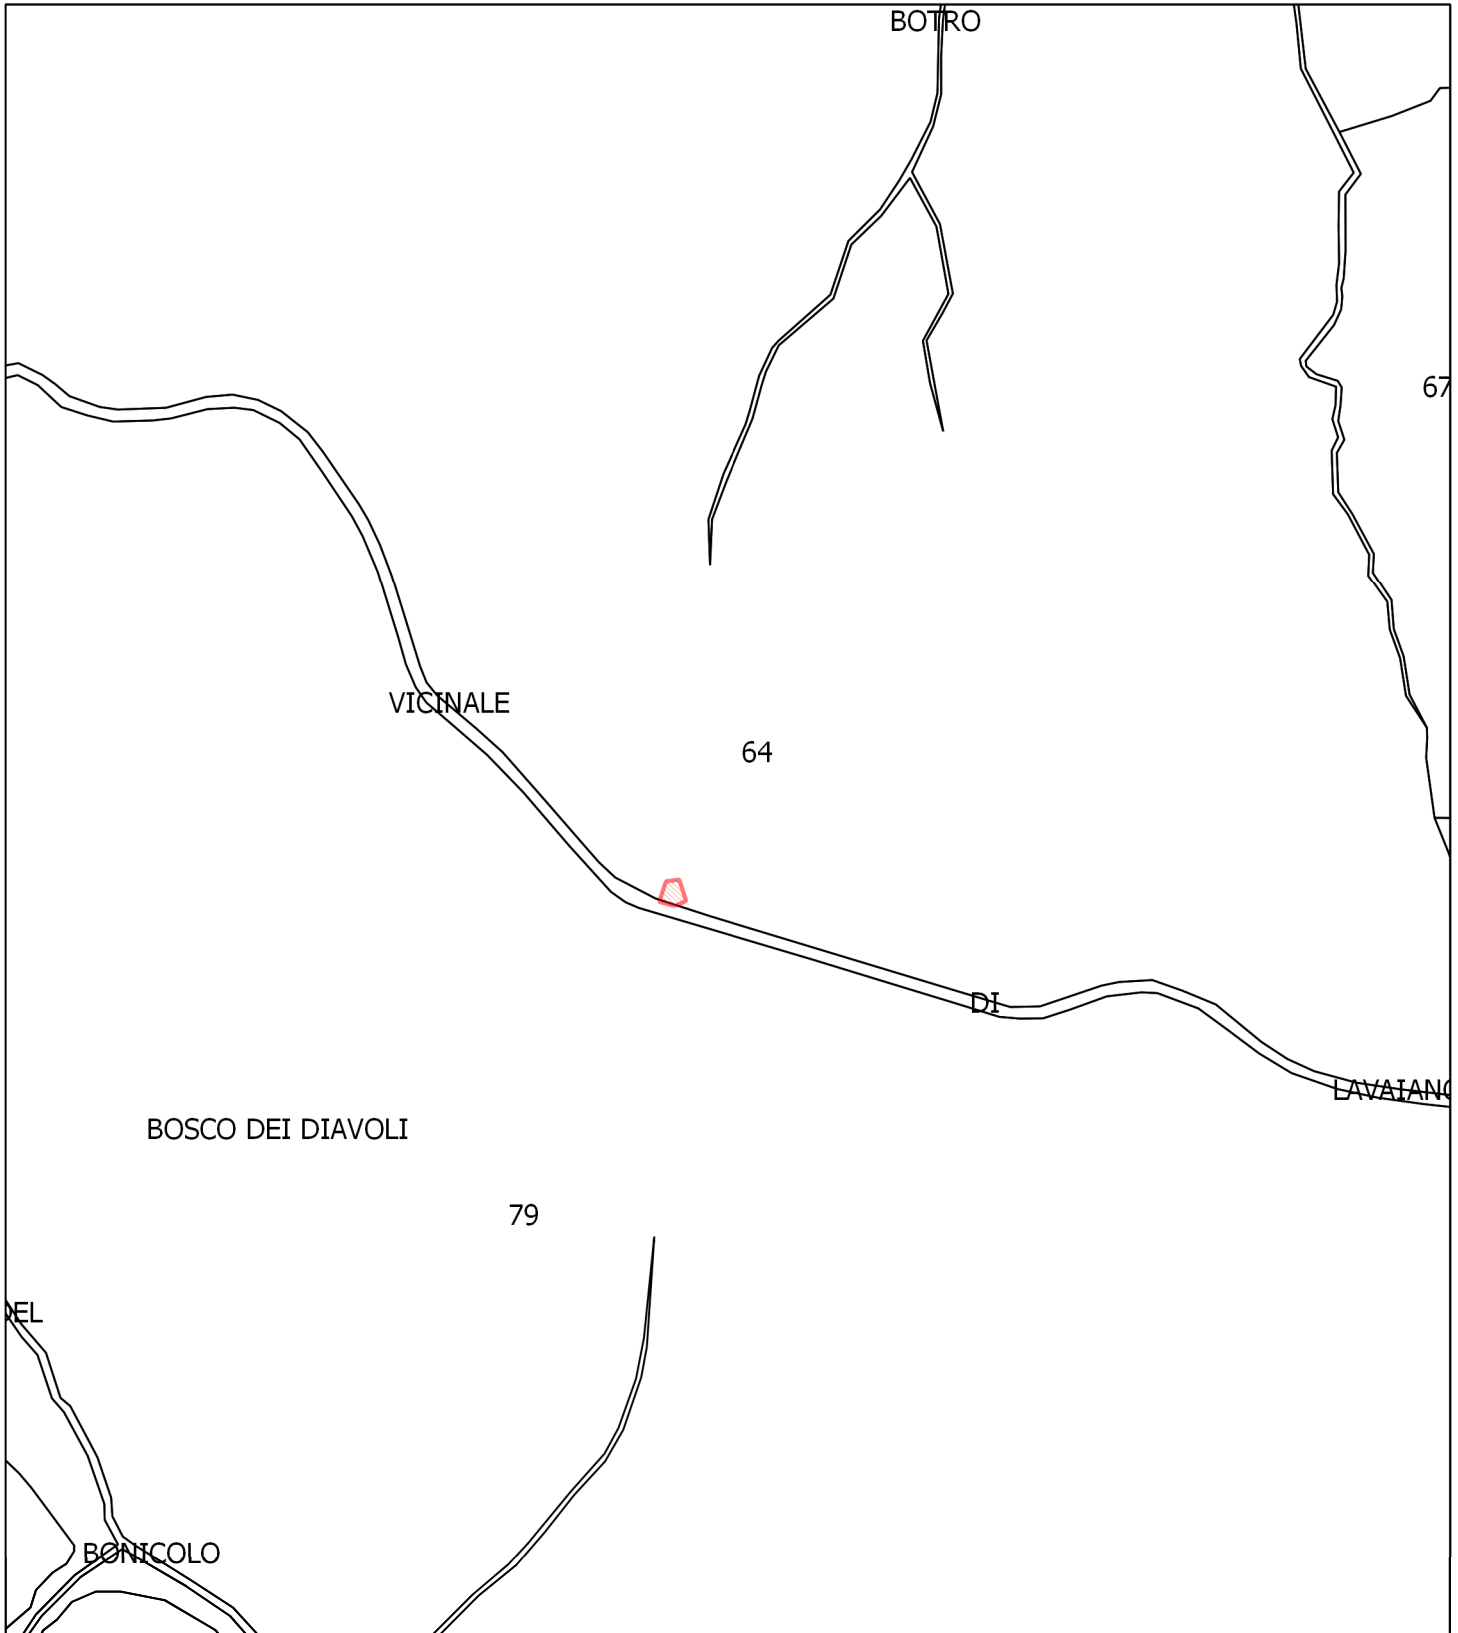 BOTRO
67
VICINALE
64
DI
LAVAIANO
BOSCO DEI DIAVOLI
79
DEL
BONICOLO